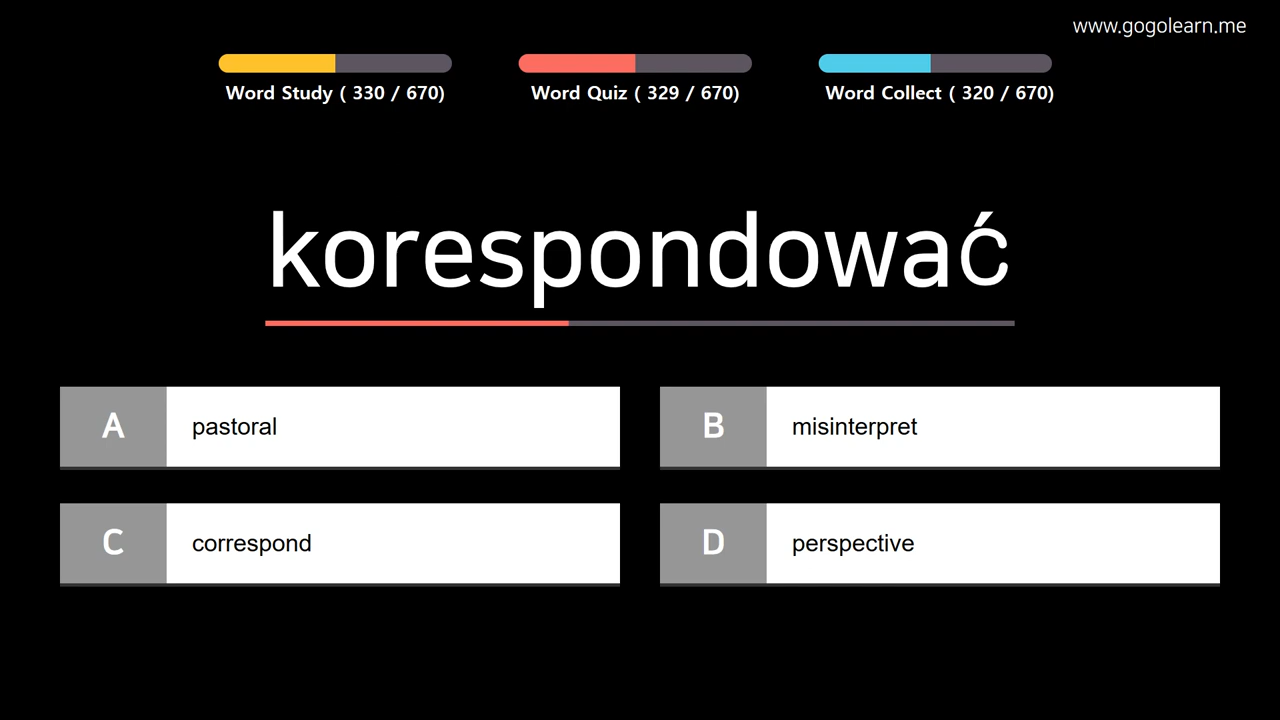 www.gogolearn.me
Word Study ( 330 / 670)
Word Quiz ( 329 / 670)
Word Collect ( 320 / 670)
korespondować
A
pastoral
B
misinterpret
C
correspond
D
perspective